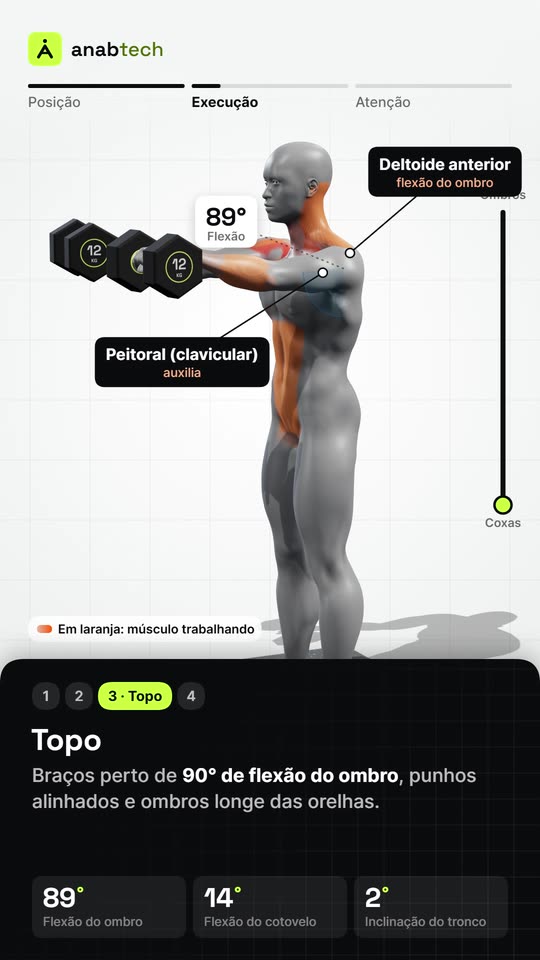 anabtech
Posição
Execução
Atenção
Deltoide anterior
flexão do ombro
Ombros
89°
Flexão
12
KG
12
KG
Peitoral (clavicular)
auxilia
Coxas
Em laranja: músculo trabalhando
1
2
3 · Topo
4
Topo
Braços perto de 90° de flexão do ombro, punhos
alinhados e ombros longe das orelhas.
89°
Flexão do ombro
14°
Flexão do cotovelo
2°
Inclinação do tronco